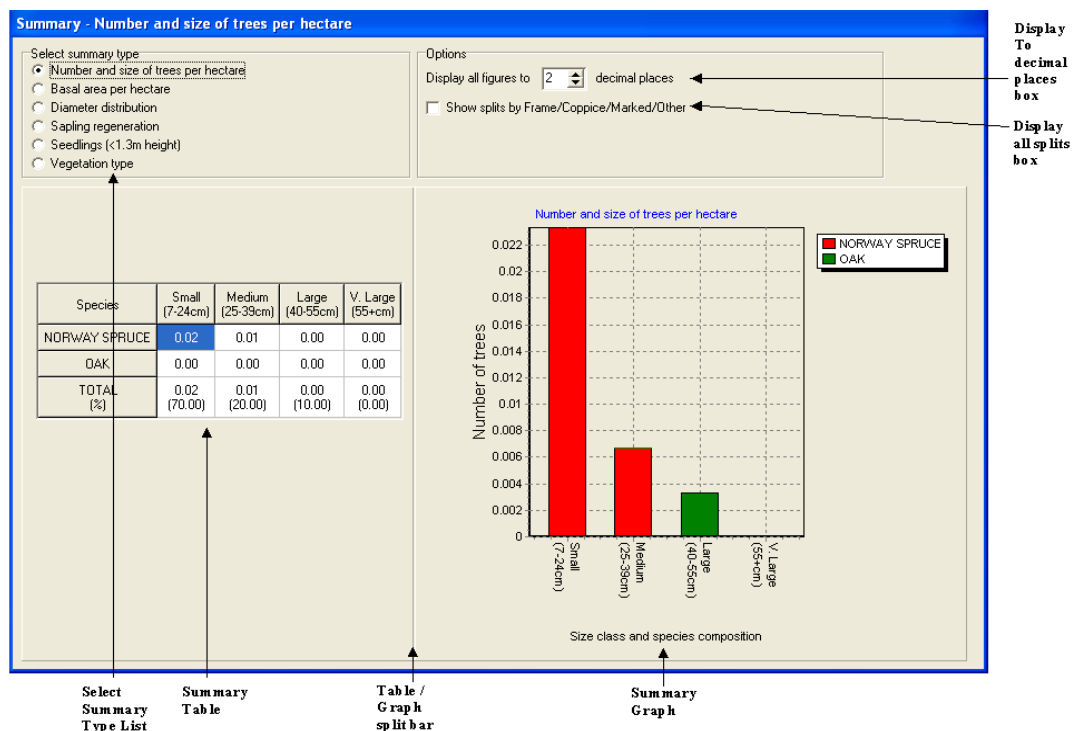 Summary - Number and size of trees per hectare
Select summary type
Number and size of trees per hectare
Basal area per hectare
Diameter distribution
Sapling regeneration
Seedlings (<1.3m height)
Vegetation type
Options
Display all figures to 2 decimal places
Show splits by Frame/Coppice/Marked/Other
Display
To
decimal
places
box
Display
all splits
box
Species Small (7-24cm) Medium (25-39cm) Large (40-55cm) V. Large (55+cm)
NORWAY SPRUCE 0.02 0.01 0.00 0.00
OAK 0.00 0.00 0.00 0.00
TOTAL 0.02 0.01 0.00 0.00
(%) (70.00) (20.00) (10.00) (0.00)
Number and size of trees per hectare
NORWAY SPRUCE
OAK
Number of trees
0.022
0.02
0.018
0.016
0.014
0.012
0.01
0.008
0.006
0.004
0.002
0
Small
(7-24cm)
Medium
(25-39cm)
Large
(40-55cm)
V. Large
(55+cm)
Size class and species composition
Select
Summary
Type List
Summary
Table
Table /
Graph
split bar
Summary
Graph